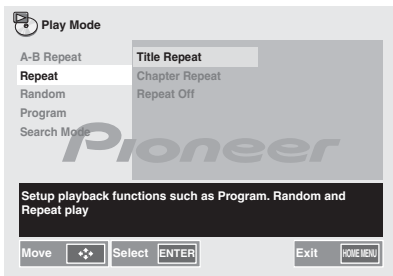 Play Mode
A-B Repeat
Title Repeat
Repeat
Chapter Repeat
Random
Repeat Off
Program
Search Mode
Pioneer
Setup playback functions such as Program. Random and
Repeat play
Move Select ENTER Exit HOME MENU